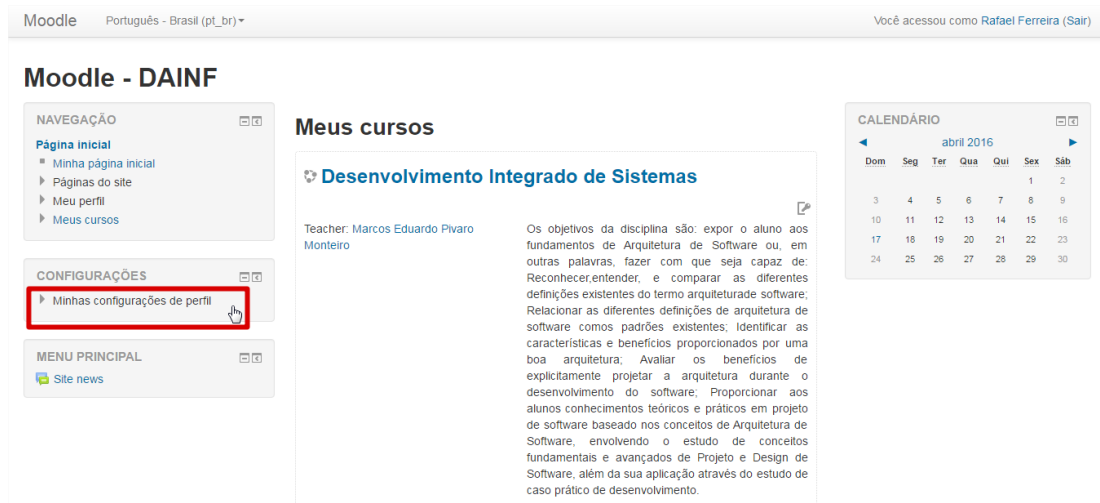 Moodle Português - Brasil (pt_br)
Você acessou como Rafael Ferreira (Sair)
Moodle - DAINF
NAVEGAÇÃO
Página inicial
Minha página inicial
Páginas do site
Meu perfil
Meus cursos
CONFIGURAÇÕES
Minhas configurações de perfil
MENU PRINCIPAL
Site news
Meus cursos
Desenvolvimento Integrado de Sistemas
Teacher: Marcos Eduardo Pivaro
Monteiro
Os objetivos da disciplina são: expor o aluno aos
fundamentos de Arquitetura de Software ou, em
outras palavras, fazer com que seja capaz de:
Reconhecer,entender, e comparar as diferentes
definições existentes do termo arquiteturade software;
Relacionar as diferentes definições de arquitetura de
software comos padrões existentes; Identificar as
características e benefícios proporcionados por uma
boa arquitetura; Avaliar os benefícios de
explicitamente projetar a arquitetura durante o
desenvolvimento do software; Proporcionar aos
alunos conhecimentos teóricos e práticos em projeto
de software baseado nos conceitos de Arquitetura de
Software, envolvendo o estudo de conceitos
fundamentais e avançados de Projeto e Design de
Software, além da sua aplicação através do estudo de
caso prático de desenvolvimento.
CALENDÁRIO
abril 2016
Dom Seg Ter Qua Qui Sex Sáb
1 2
3 4 5 6 7 8 9
10 11 12 13 14 15 16
17 18 19 20 21 22 23
24 25 26 27 28 29 30